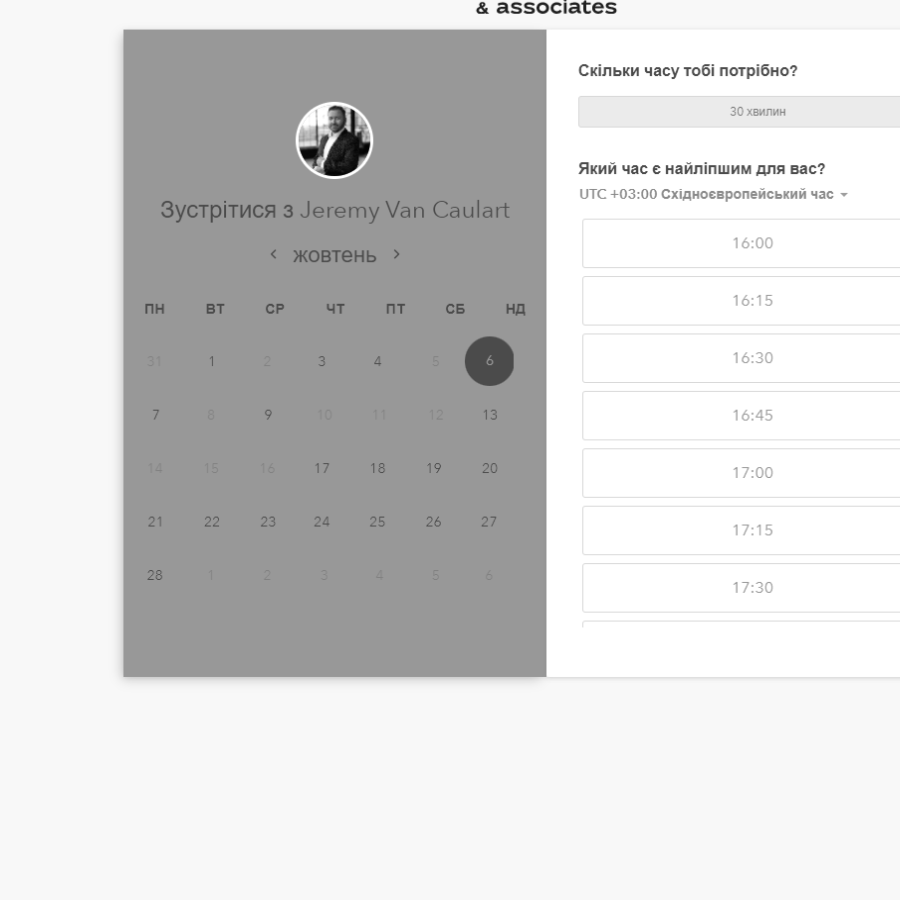 & associates
Зустрітися з Jeremy Van Caulart
жовтень
ПН ВТ СР ЧТ ПТ СБ НД
31 1 2 3 4 5 6
7 8 9 10 11 12 13
14 15 16 17 18 19 20
21 22 23 24 25 26 27
28 1 2 3 4 5 6
Скільки часу тобі потрібно?
30 хвилин
Який час є найліпшим для вас?
UTC +03:00 Східноєвропейський час
16:00
16:15
16:30
16:45
17:00
17:15
17:30